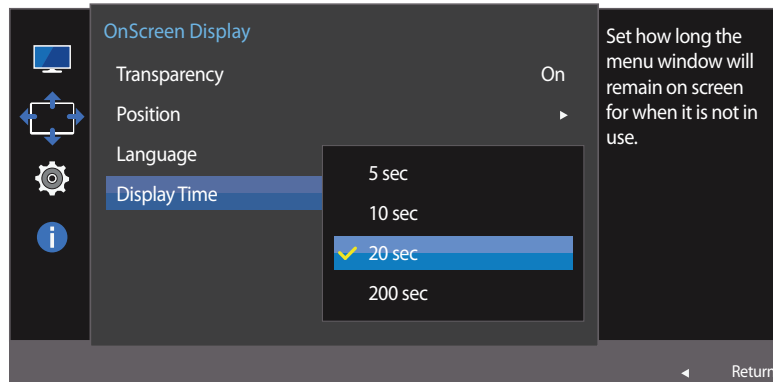 OnScreen Display
Transparency On
Position
Language
Display Time
5 sec
10 sec
20 sec
200 sec
Set how long the
menu window will
remain on screen
for when it is not in
use.
Return